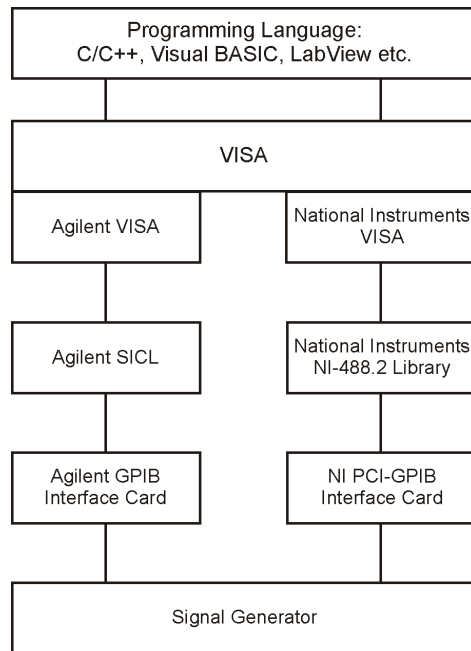 Programming Language:
C/C++, Visual BASIC, LabView etc.
VISA
Agilent VISA
National Instruments
VISA
Agilent SICL
National Instruments
NI-488.2 Library
Agilent GPIB
Interface Card
NI PCI-GPIB
Interface Card
Signal Generator